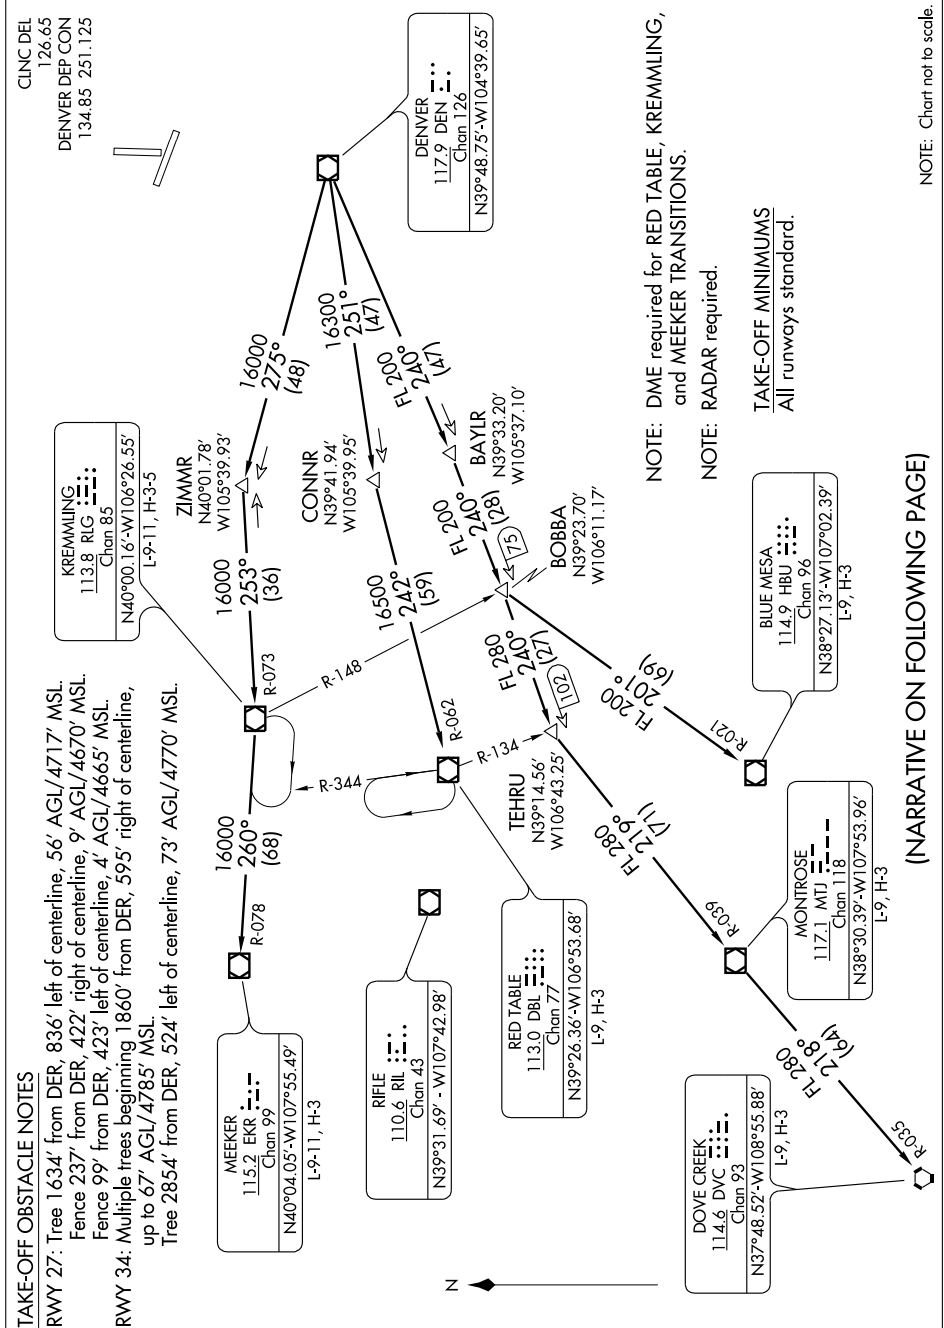 TAKE-OFF OBSTACLE NOTES
RWY 27: Tree 1634' from DER, 836' left of centerline, 56' AGL/4717' MSL.
Fence 237' from DER, 422' right of centerline, 9' AGL/4670' MSL.
Fence 99' from DER, 423' left of centerline, 4' AGL/4665' MSL.
RWY 34: Multiple trees beginning 1860' from DER, 595' right of centerline,
up to 67' AGL/4785' MSL.
Tree 2854' from DER, 524' left of centerline, 73' AGL/4770' MSL.
CLNC DEL
126.65
DENVER DEP CON
134.85 251.125
KREMMLING
113.8 RLG
Chan 85
N40°00.16'-W106°26.55'
L-9-11, H-3-5
ZIMMR
N40°01.78'
W105°39.93'
16000
275°
(48)
16000
253°
(36)
R-073
16000
260°
(68)
R-078
MEEKER
115.2 EKR
Chan 99
N40°04.05'-W107°55.49'
L-9-11, H-3
DENVER
117.9 DEN
Chan 126
N39°48.75'-W104°39.65'
CONNR
N39°41.94'
W105°39.95'
16300
251°
(47)
16500
242°
(59)
R-062
R-148
R-344
R-134
RIFLE
110.6 RIL
Chan 43
N39°31.69' - W107°42.98'
FL 200
240°
(47)
BAYLR
N39°33.20'
W105°37.10'
FL 200
240°
(28)
75
BOBBA
N39°23.70'
W106°11.17'
FL 280
240°
(27)
102
TEHRU
N39°14.56'
W106°43.25'
RED TABLE
113.0 DBL
Chan 77
N39°26.36'-W106°53.68'
L-9, H-3
FL 200
201°
(69)
R-021
BLUE MESA
114.9 HBU
Chan 96
N38°27.13'-W107°02.39'
L-9, H-3
FL 280
219°
(71)
R-039
MONTROSE
117.1 MTJ
Chan 118
N38°30.39'-W107°53.96'
L-9, H-3
FL 280
218°
(64)
R-035
DOVE CREEK
114.6 DVC
Chan 93
N37°48.52'-W108°55.88'
L-9, H-3
N
NOTE: DME required for RED TABLE, KREMMLING,
and MEEKER TRANSITIONS.
NOTE: RADAR required.
TAKE-OFF MINIMUMS
All runways standard.
(NARRATIVE ON FOLLOWING PAGE)
NOTE: Chart not to scale.